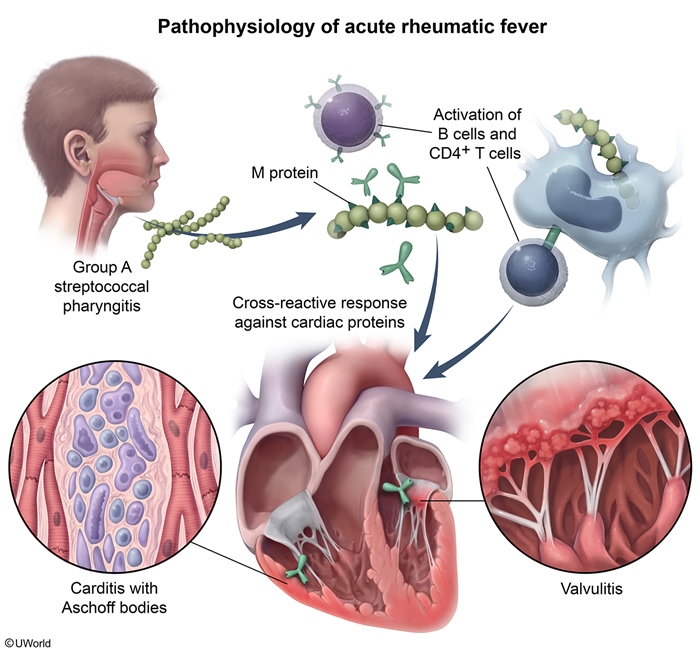 Pathophysiology of acute rheumatic fever
Activation of
B cells and
CD4+ T cells
M protein
Group A
streptococcal
pharyngitis
Cross-reactive response
against cardiac proteins
Carditis with
Aschoff bodies
Valvulitis
©UWorld